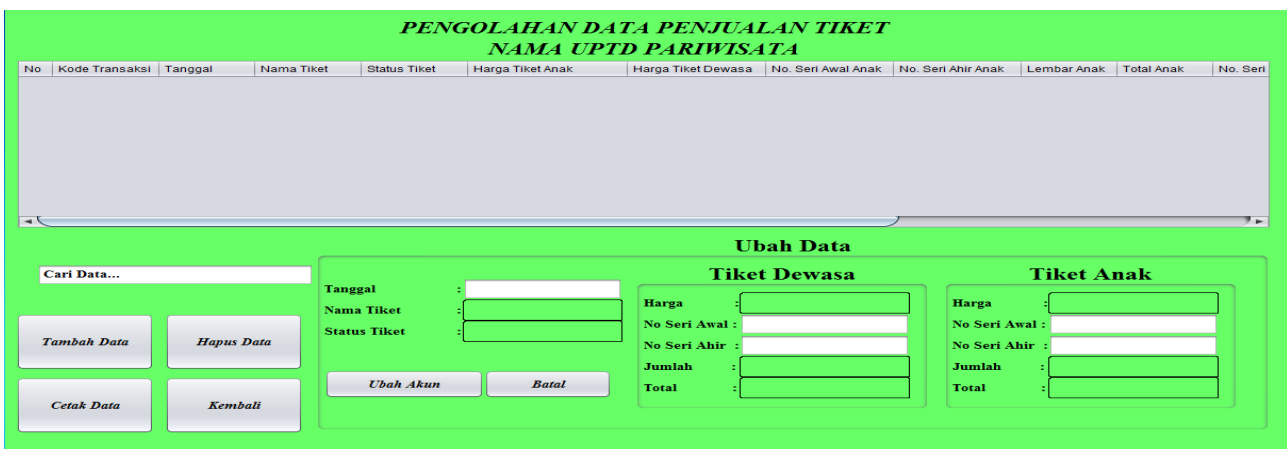 PENGOLAHAN DATA PENJUALAN TIKET
NAMA UPTD PARIWISATA
No Kode Transaksi Tanggal Nama Tiket Status Tiket Harga Tiket Anak Harga Tiket Dewasa No. Seri Awal Anak No. Seri Ahir Anak Lembar Anak Total Anak No. Seri
Ubah Data
Cari Data...
Tambah Data Hapus Data
Cetak Data Kembali
Tanggal :
Nama Tiket :
Status Tiket :
Ubah Akun Batal
Tiket Dewasa
Harga :
No Seri Awal :
No Seri Ahir :
Jumlah :
Total :
Tiket Anak
Harga :
No Seri Awal :
No Seri Ahir :
Jumlah :
Total :